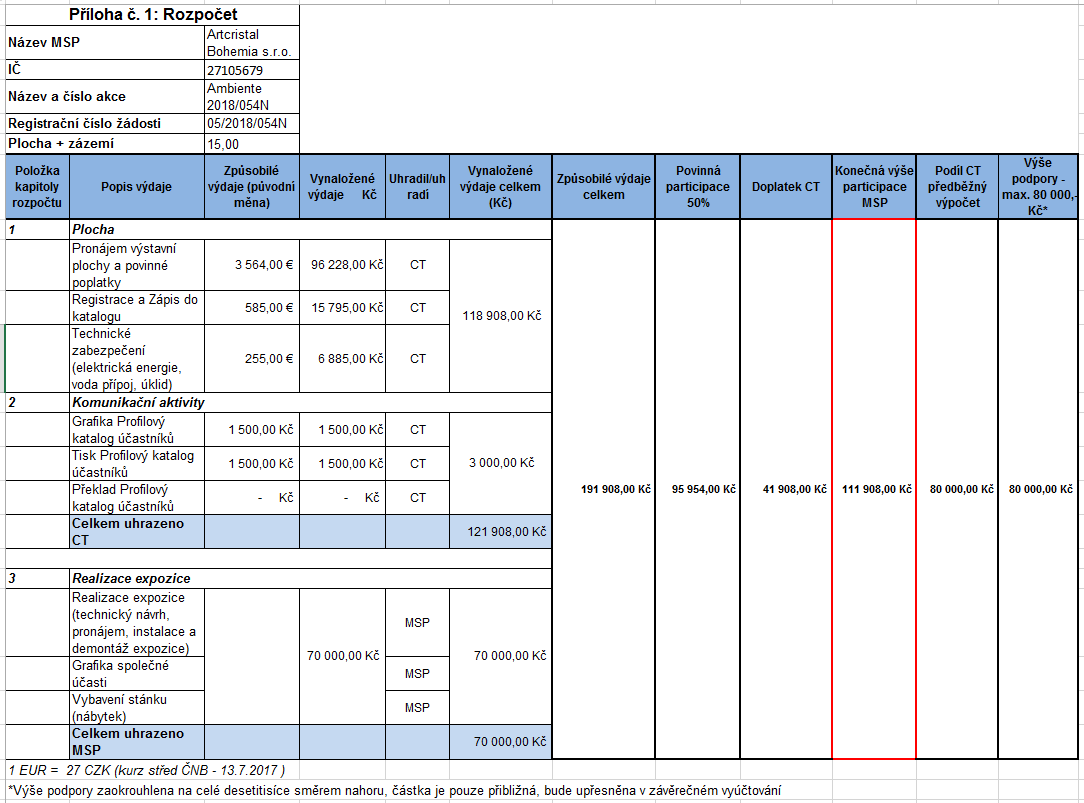 Příloha č. 1: Rozpočet
Název MSP
Artcristal
Bohemia s.r.o.
IČ
27105679
Název a číslo akce
Ambiente
2018/054N
Registrační číslo žádosti
05/2018/054N
Plocha + zázemí
15,00
Položka
kapitoly
rozpočtu
Popis výdaje
Způsobilé
výdaje (původní
měna)
Vynaložené
výdaje Kč
Uhradil/uh
radí
Vynaložené
výdaje celkem
(Kč)
Způsobilé výdaje
celkem
Povinná
participace
50%
Doplatek CT
Konečná výše
participace
MSP
Podíl CT
předběžný
výpočet
Výše
podpory -
max. 80 000,-
Kč*
1
Plocha
Pronájem výstavní
plochy a povinné
poplatky
3 564,00 €
96 228,00 Kč
CT
Registrace a Zápis do
katalogu
585,00 €
15 795,00 Kč
CT
118 908,00 Kč
Technické
zabezpečení
(elektrická energie,
voda přípoj, úklid)
255,00 €
6 885,00 Kč
CT
2
Komunikační aktivity
Grafika Profilový
katalog účastníků
1 500,00 Kč
1 500,00 Kč
CT
Tisk Profilový katalog
účastníků
1 500,00 Kč
1 500,00 Kč
CT
3 000,00 Kč
Překlad Profilový
katalog účastníků
- Kč
- Kč
CT
191 908,00 Kč
95 954,00 Kč
41 908,00 Kč
111 908,00 Kč
80 000,00 Kč
80 000,00 Kč
Celkem uhrazeno
CT
121 908,00 Kč
3
Realizace expozice
Realizace expozice
(technický návrh,
pronájem, instalace a
demontáž expozice)
70 000,00 Kč
MSP
70 000,00 Kč
Grafika společné
účasti
MSP
Vybavení stánku
(nábytek)
MSP
Celkem uhrazeno
MSP
70 000,00 Kč
1 EUR = 27 CZK (kurz střed ČNB - 13.7.2017 )
*Výše podpory zaokrouhlena na celé desetitisíce směrem nahoru, částka je pouze přibližná, bude upřesněna v závěrečném vyúčtování